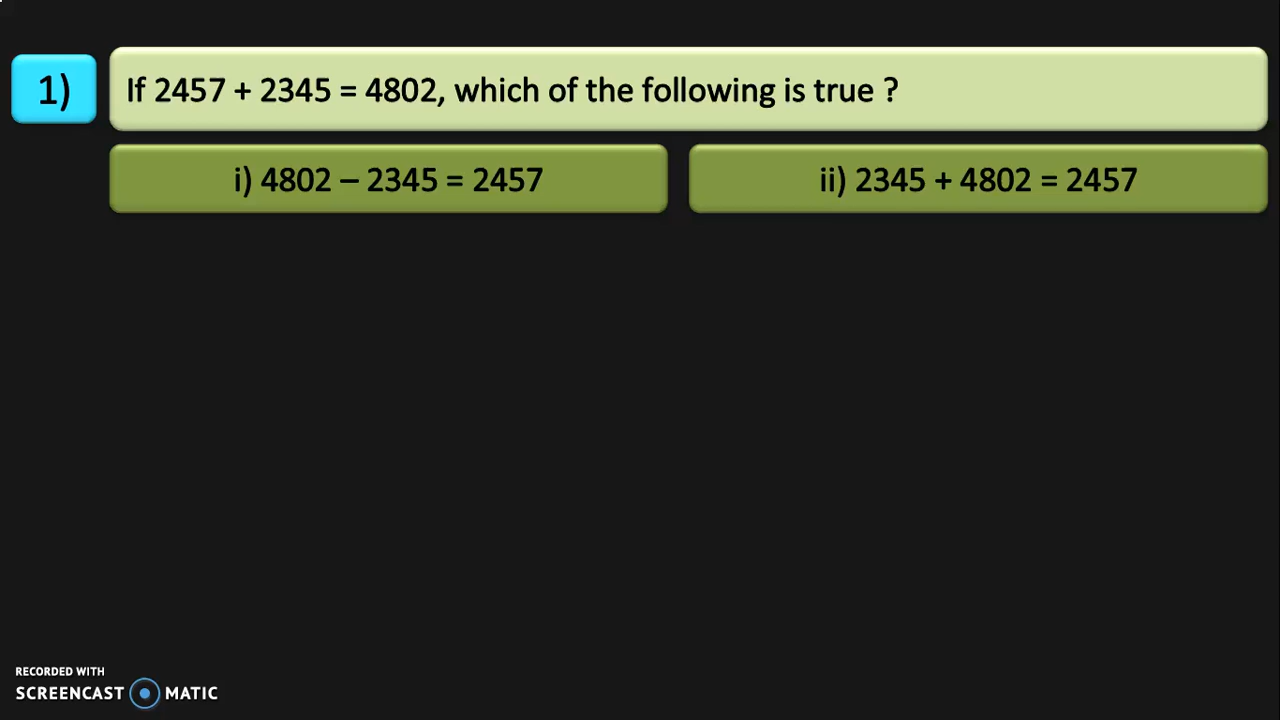 1) If 2457 + 2345 = 4802, which of the following is true ?
i) 4802 – 2345 = 2457
ii) 2345 + 4802 = 2457
RECORDED WITH
SCREENCAST MATIC